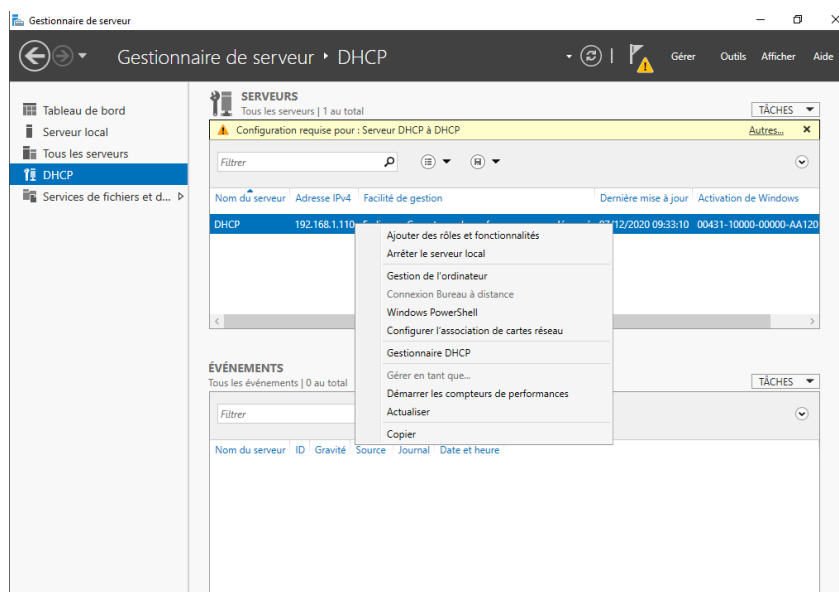 Gestionnaire de serveur
Gestionnaire de serveur • DHCP
Gérer Outils Afficher Aide
Tableau de bord
Serveur local
Tous les serveurs
DHCP
Services de fichiers et d...
SERVEURS
Tous les serveurs | 1 au total
TÂCHES
Configuration requise pour : Serveur DHCP à DHCP
Autres...
Filtrer
Nom du serveur Adresse IPv4 Facilité de gestion Dernière mise à jour Activation de Windows
DHCP 192.168.1.110 07/12/2020 09:33:10 00431-10000-00000-AA120
Ajouter des rôles et fonctionnalités
Arrêter le serveur local
Gestion de l'ordinateur
Connexion Bureau à distance
Windows PowerShell
Configurer l'association de cartes réseau
Gestionnaire DHCP
Gérer en tant que...
Démarrer les compteurs de performances
Actualiser
Copier
ÉVÉNEMENTS
Tous les événements | 0 au total
TÂCHES
Filtrer
Nom du serveur ID Gravité Source Journal Date et heure